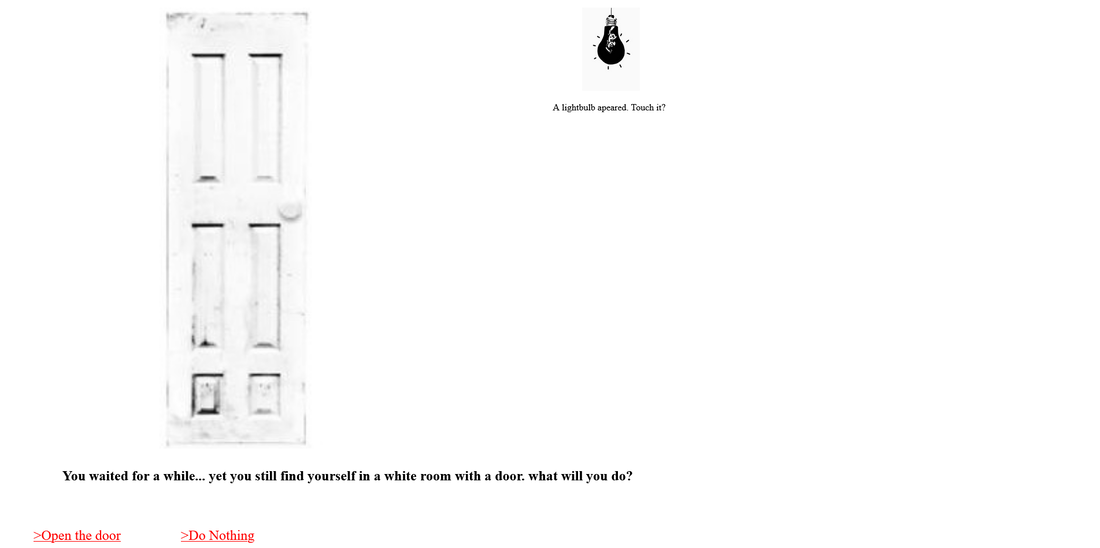 A lightbulb apeared. Touch it?
You waited for a while... yet you still find yourself in a white room with a door. what will you do?
>Open the door
>Do Nothing